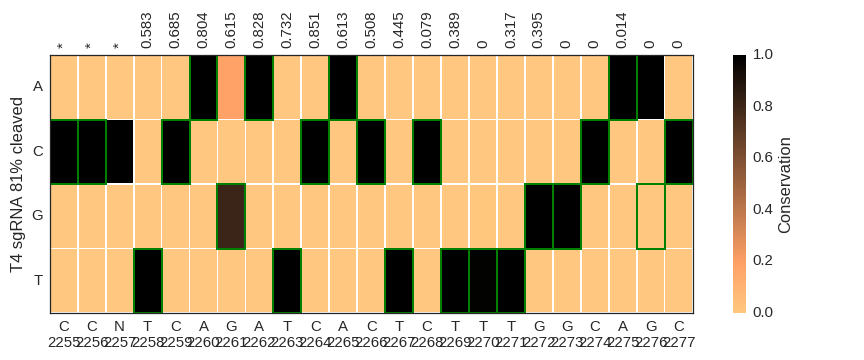 * * * 0.583 0.685 0.804 0.615 0.828 0.732 0.851 0.613 0.508 0.445 0.079 0.389 0 0.317 0.395 0 0 0.014 0 0
T4 sgRNA 81% cleaved
A
C
G
T
C C N T C A G A T C A C T C T T T G G C A G C
2255 2256 2257 2258 2259 2260 2261 2262 2263 2264 2265 2276 2267 2268 2269 2270 2271 2272 2273 2274 2275 2276 2277
1.0
0.8
0.6
0.4
0.2
0.0
Conservation